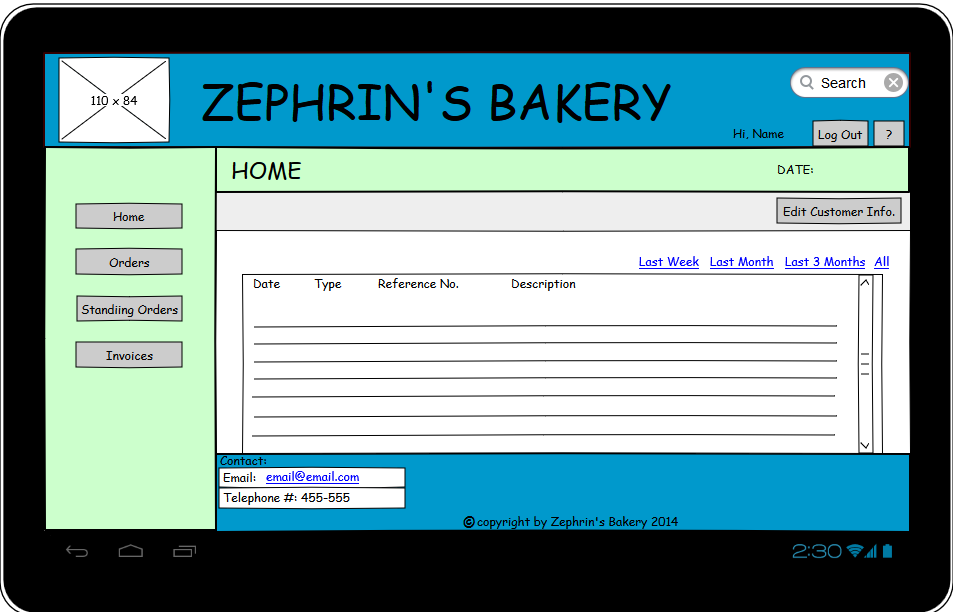 110 x 84
ZEPHRIN'S BAKERY
Search
Hi, Name
Log Out
?
HOME
DATE:
Home
Orders
Standiing Orders
Invoices
Edit Customer Info.
Last Week Last Month Last 3 Months All
Date Type Reference No. Description
Contact:
Email: email@email.com
Telephone #: 455-555
© copyright by Zephrin's Bakery 2014
2:30